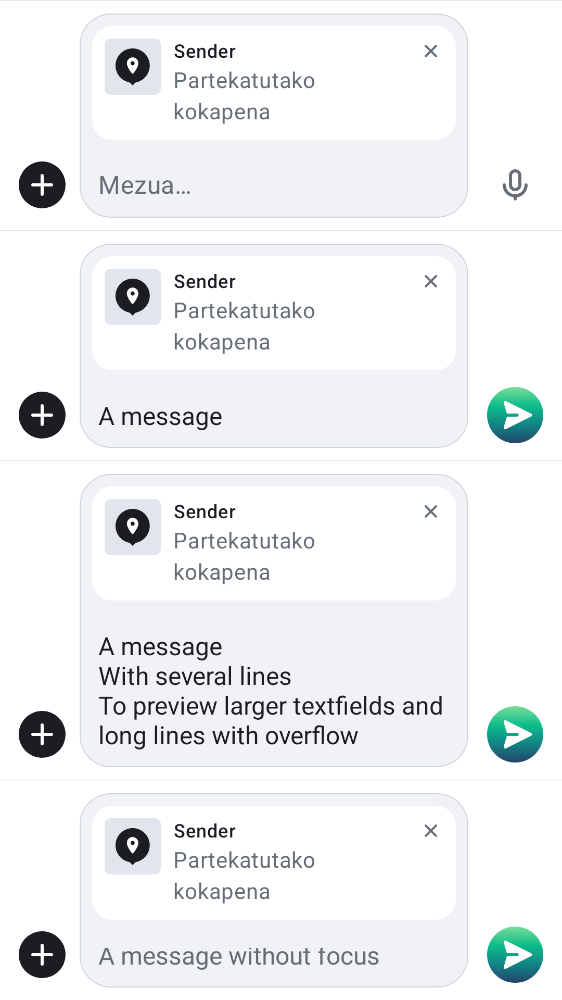 Sender
Partekatutako
kokapena
Mezua…
Sender
Partekatutako
kokapena
A message
Sender
Partekatutako
kokapena
A message
With several lines
To preview larger textfields and
long lines with overflow
Sender
Partekatutako
kokapena
A message without focus